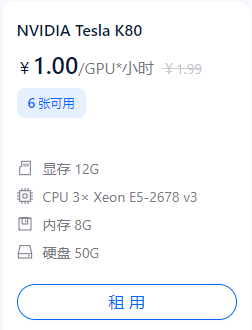 NVIDIA Tesla K80
￥1.00/GPU*小时 ￥1.99
6 张可用
显存 12G
CPU 3× Xeon E5-2678 v3
内存 8G
硬盘 50G
租 用